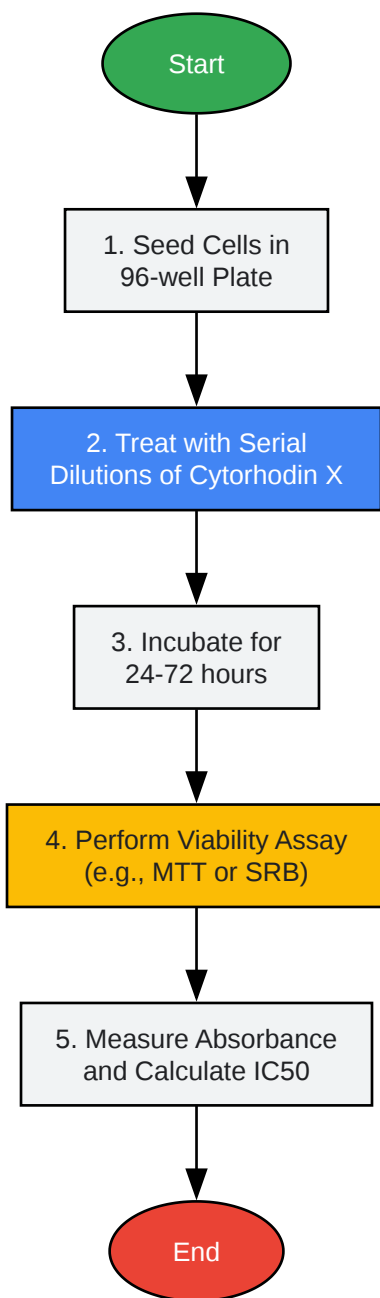 Start
1. Seed Cells in
96-well Plate
2. Treat with Serial
Dilutions of Cytorhodin X
3. Incubate for
24-72 hours
4. Perform Viability Assay
(e.g., MTT or SRB)
5. Measure Absorbance
and Calculate IC50
End